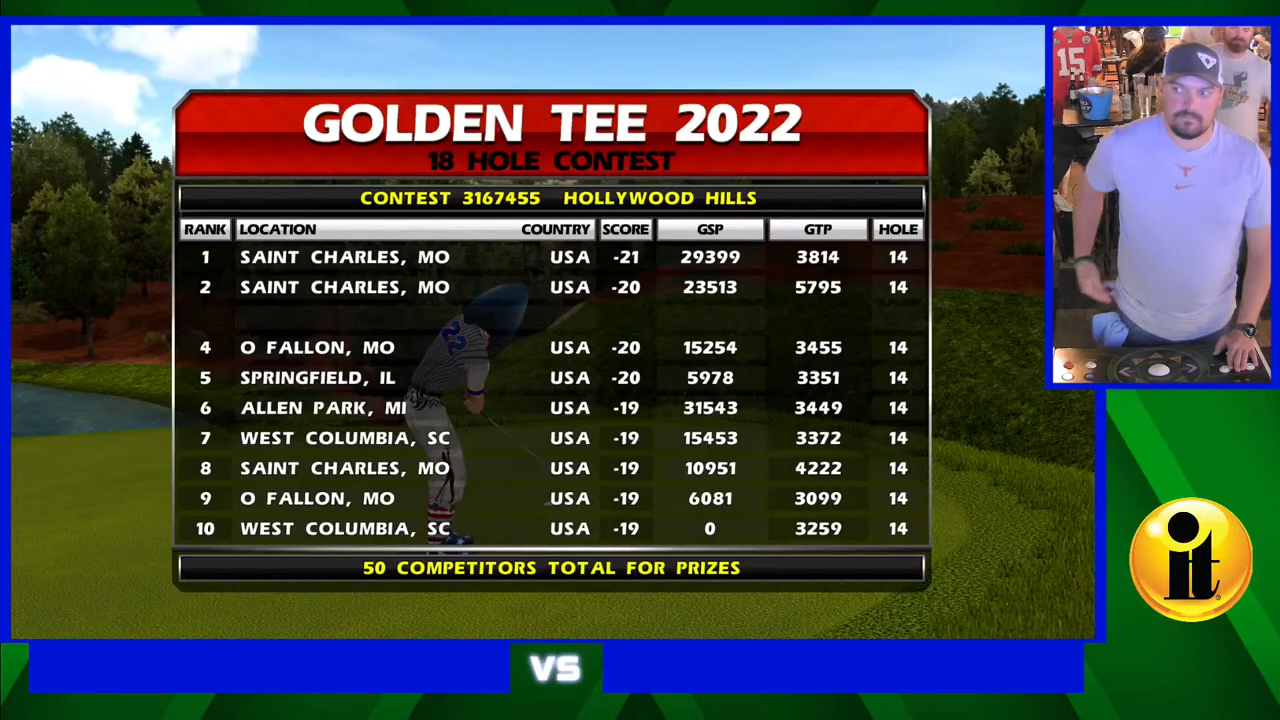 GOLDEN TEE 2022
18 HOLE CONTEST
CONTEST 3167455 HOLLYWOOD HILLS
RANK LOCATION COUNTRY SCORE GSP GTP HOLE
1 SAINT CHARLES, MO USA -21 29399 3814 14
2 SAINT CHARLES, MO USA -20 23513 5795 14
4 O FALLON, MO USA -20 15254 3455 14
5 SPRINGFIELD, IL USA -20 5978 3351 14
6 ALLEN PARK, MI USA -19 31543 3449 14
7 WEST COLUMBIA, SC USA -19 15453 3372 14
8 SAINT CHARLES, MO USA -19 10951 4222 14
9 O FALLON, MO USA -19 6081 3099 14
10 WEST COLUMBIA, SC USA -19 0 3259 14
50 COMPETITORS TOTAL FOR PRIZES
22
15
it
VS